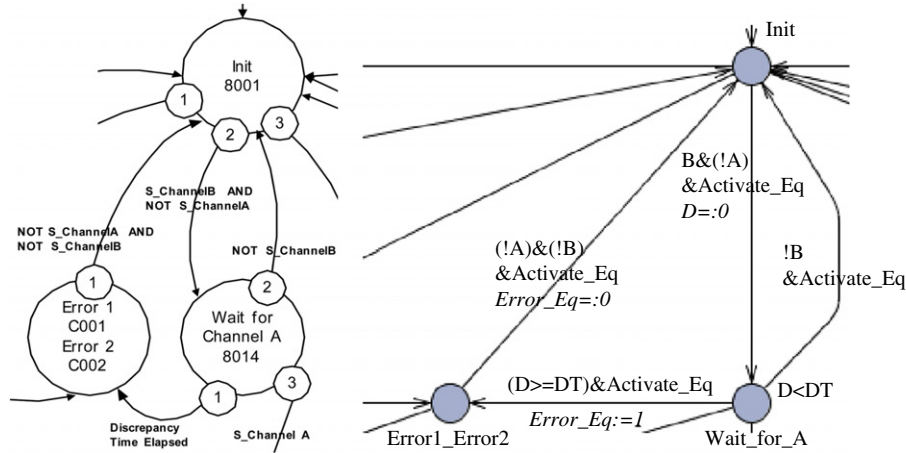 Init
8001
1
2
3
S_ChannelB AND
NOT S_ChannelA
NOT S_ChannelA AND
NOT S_ChannelB
NOT S_ChannelB
1
Error 1
C001
Error 2
C002
2
Wait for
Channel A
8014
1
3
Discrepancy
Time Elapsed
S_Channel A
Init
B&(!A)
&Activate_Eq
D=:0
(!A)&(!B)
&Activate_Eq
Error_Eq=:0
!B
&Activate_Eq
(D>=DT)&Activate_Eq
D<DT
Error_Eq:=1
Error1_Error2
Wait_for_A